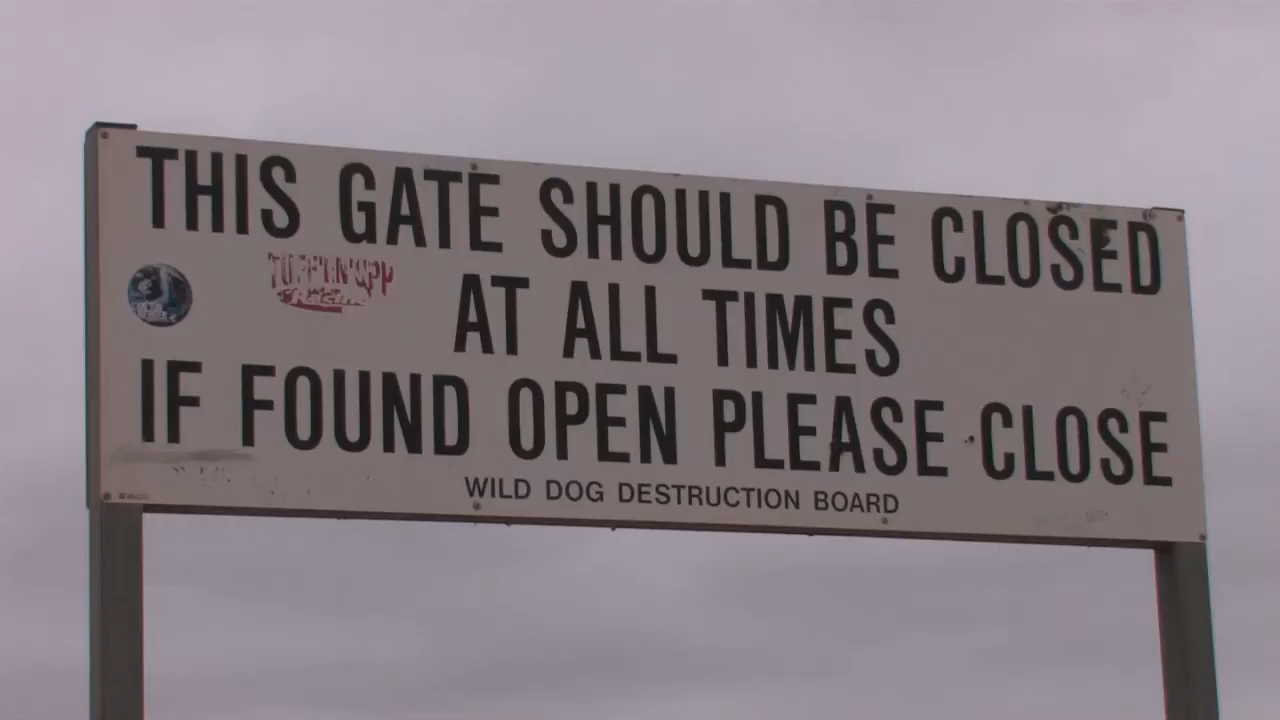 THIS GATE SHOULD BE CLOSED
AT ALL TIMES
IF FOUND OPEN PLEASE CLOSE
WILD DOG DESTRUCTION BOARD